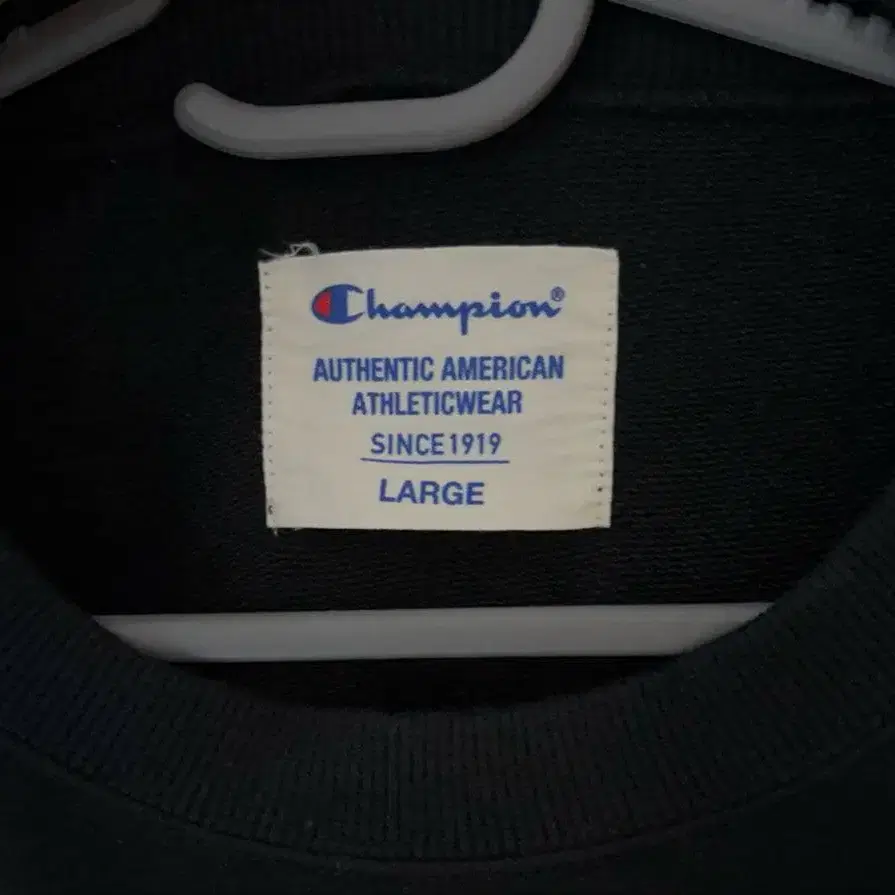 Champion®
AUTHENTIC AMERICAN
ATHLETICWEAR
SINCE 1919
LARGE